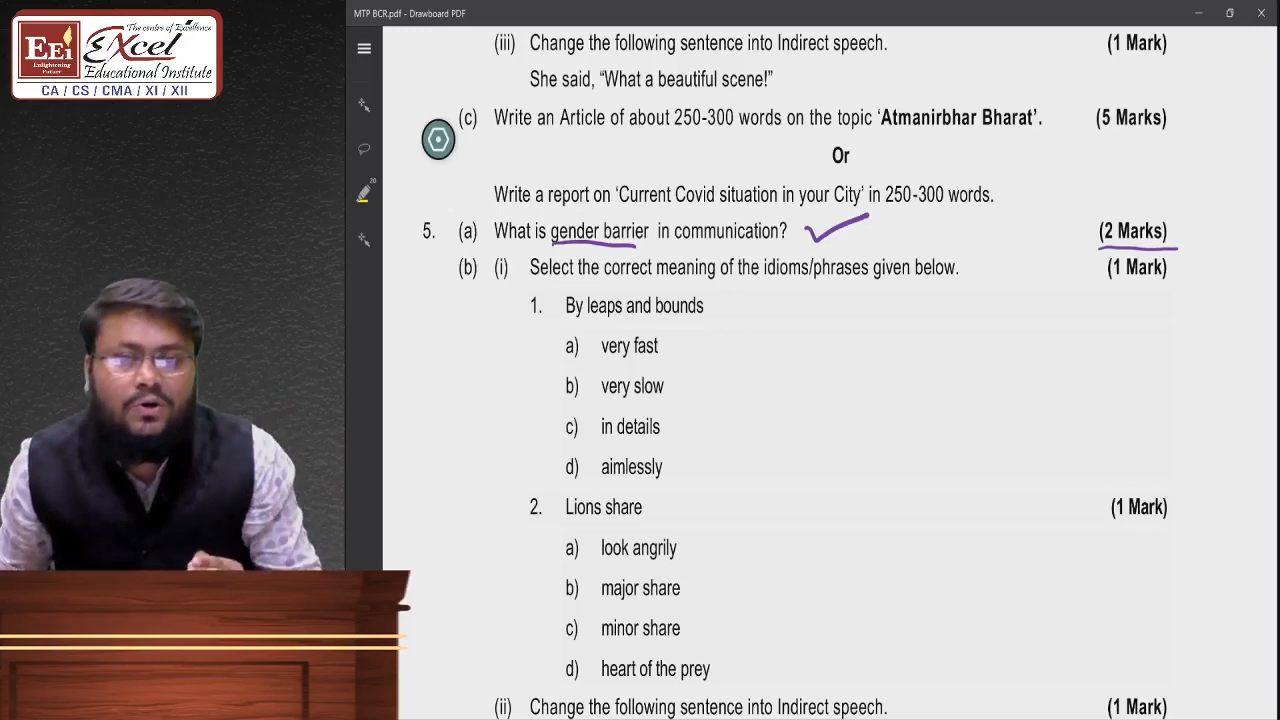 MTP BCR.pdf - Drawboard PDF
The centre of Excellence
EEi
Enlightening
EXcel
Educational Institute
CA / CS / CMA / XI / XII
20
(iii) Change the following sentence into Indirect speech. (1 Mark)
She said, “What a beautiful scene!”
(c) Write an Article of about 250-300 words on the topic ‘Atmanirbhar Bharat’. (5 Marks)
Or
Write a report on ‘Current Covid situation in your City’ in 250-300 words.
5. (a) What is gender barrier in communication? (2 Marks)
(b) (i) Select the correct meaning of the idioms/phrases given below. (1 Mark)
1. By leaps and bounds
a) very fast
b) very slow
c) in details
d) aimlessly
2. Lions share (1 Mark)
a) look angrily
b) major share
c) minor share
d) heart of the prey
(ii) Change the following sentence into Indirect speech. (1 Mark)